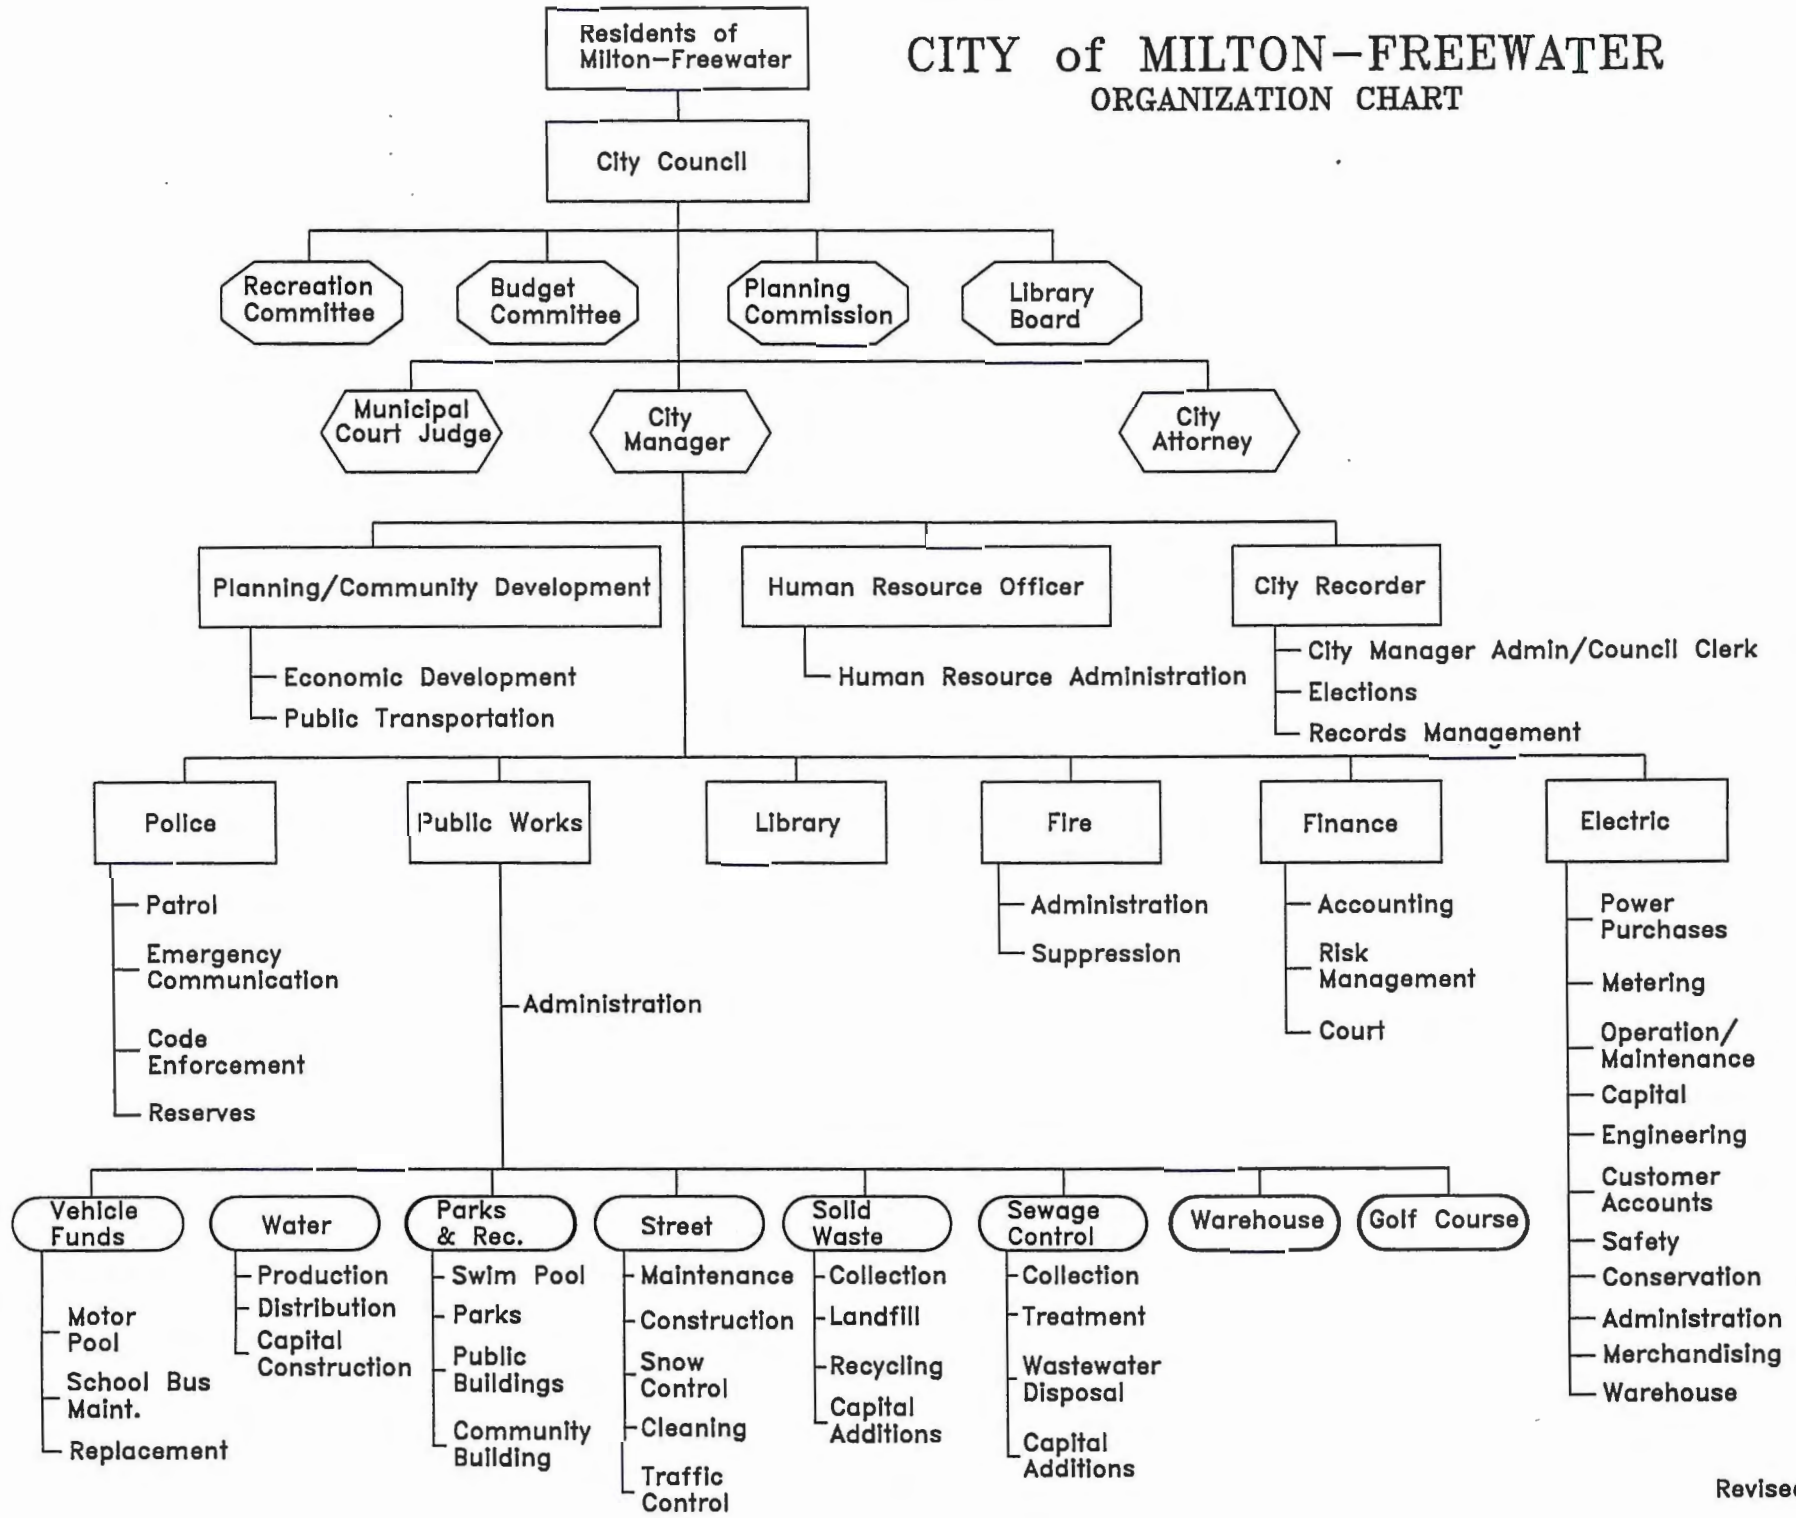 Residents of
Milton-Freewater
CITY of MILTON-FREEWATER
ORGANIZATION CHART
City Council
Recreation
Committee
Budget
Committee
Planning
Commission
Library
Board
Municipal
Court Judge
City
Manager
City
Attorney
Planning/Community Development
Human Resource Officer
City Recorder
Economic Development
Public Transportation
Human Resource Administration
City Manager Admin/Council Clerk
Elections
Records Management
Police
Public Works
Library
Fire
Finance
Electric
Patrol
Emergency
Communication
Code
Enforcement
Reserves
Administration
Administration
Suppression
Accounting
Risk
Management
Court
Power
Purchases
Metering
Operation/
Maintenance
Capital
Engineering
Customer
Accounts
Safety
Conservation
Administration
Merchandising
Warehouse
Vehicle
Funds
Water
Parks
& Rec.
Street
Solid
Waste
Sewage
Control
Warehouse
Golf Course
Motor
Pool
School Bus
Maint.
Replacement
Production
Distribution
Capital
Construction
Swim Pool
Parks
Public
Buildings
Community
Building
Maintenance
Construction
Snow
Control
Cleaning
Traffic
Control
Collection
Landfill
Recycling
Capital
Additions
Collection
Treatment
Wastewater
Disposal
Capital
Additions